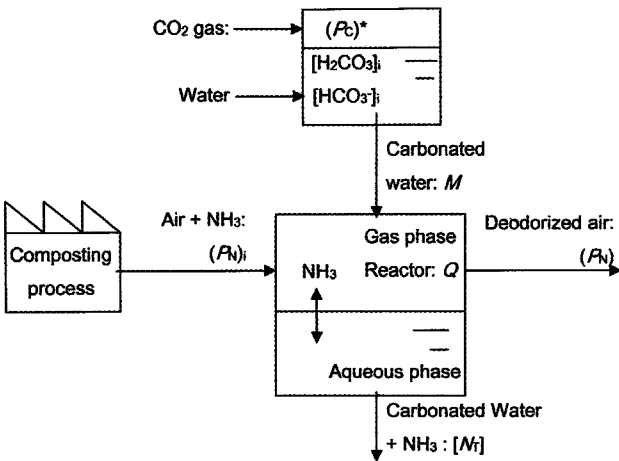 CO₂ gas:
(Pc)*
[H₂CO₃]i
Water
[HCO₃⁻]i
Carbonated
water: M
Air + NH₃:
(PN)i
Deodorized air:
(PN)
Composting
process
Gas phase
NH₃
Reactor: Q
Aqueous phase
Carbonated Water
+ NH₃ : [NT]